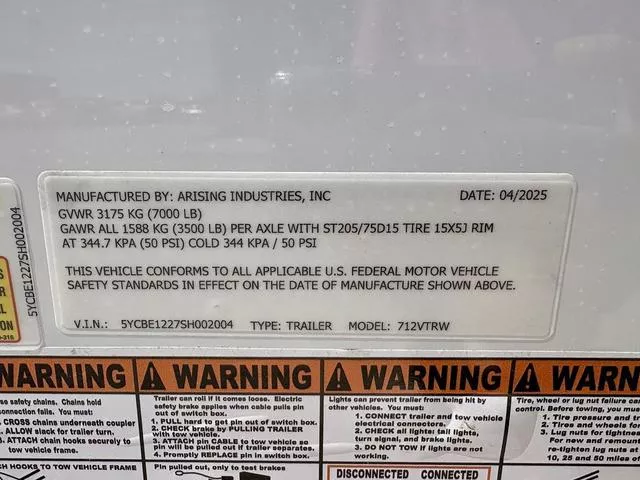 MANUFACTURED BY: ARISING INDUSTRIES, INC DATE: 04/2025
GVWR 3175 KG (7000 LB)
GAWR ALL 1588 KG (3500 LB) PER AXLE WITH ST205/75D15 TIRE 15X5J RIM
AT 344.7 KPA (50 PSI) COLD 344 KPA / 50 PSI
THIS VEHICLE CONFORMS TO ALL APPLICABLE U.S. FEDERAL MOTOR VEHICLE
SAFETY STANDARDS IN EFFECT ON THE DATE OF MANUFACTURE SHOWN ABOVE.
V.I.N.: 5YCBE1227SH002004 TYPE: TRAILER MODEL: 712VTRW
5YCBE1227SH002004
ON
WARNING
safety chains. Chains hold
connection fails. You must:
CROSS chains underneath coupler
ALLOW slack for trailer turn.
ATTACH chain hooks securely to
tow vehicle frame.
HOOKS TO TOW VEHICLE FRAME
WARNING
Trailer can roll if it comes loose. Electric
safety brake applies when cable pulls pin
out of switch box.
1. PULL hard to get pin out of switch box.
2. CHECK brake by PULLING TRAILER
with tow vehicle.
3. ATTACH pin CABLE to tow vehicle so
pin will be pulled out if trailer separates.
4. Promptly REPLACE pin in switch box.
Pin pulled out, only to test brakes
WARNING
Lights can prevent trailer from being hit by
other vehicles. You must:
1. CONNECT trailer and tow vehicle
electrical connectors.
2. CHECK all lights: tail lights,
turn signal, and brake lights.
3. DO NOT TOW if lights are not
working.
DISCONNECTED CONNECTED
WARN
Tire, wheel or lug nut failure can
control. Before towing, you
1. Tire pressure and
2. Tires and wheels for
3. Lug nuts for tightness
For new and remounted
re-tighten lug nuts at
10, 25 and 50 miles of